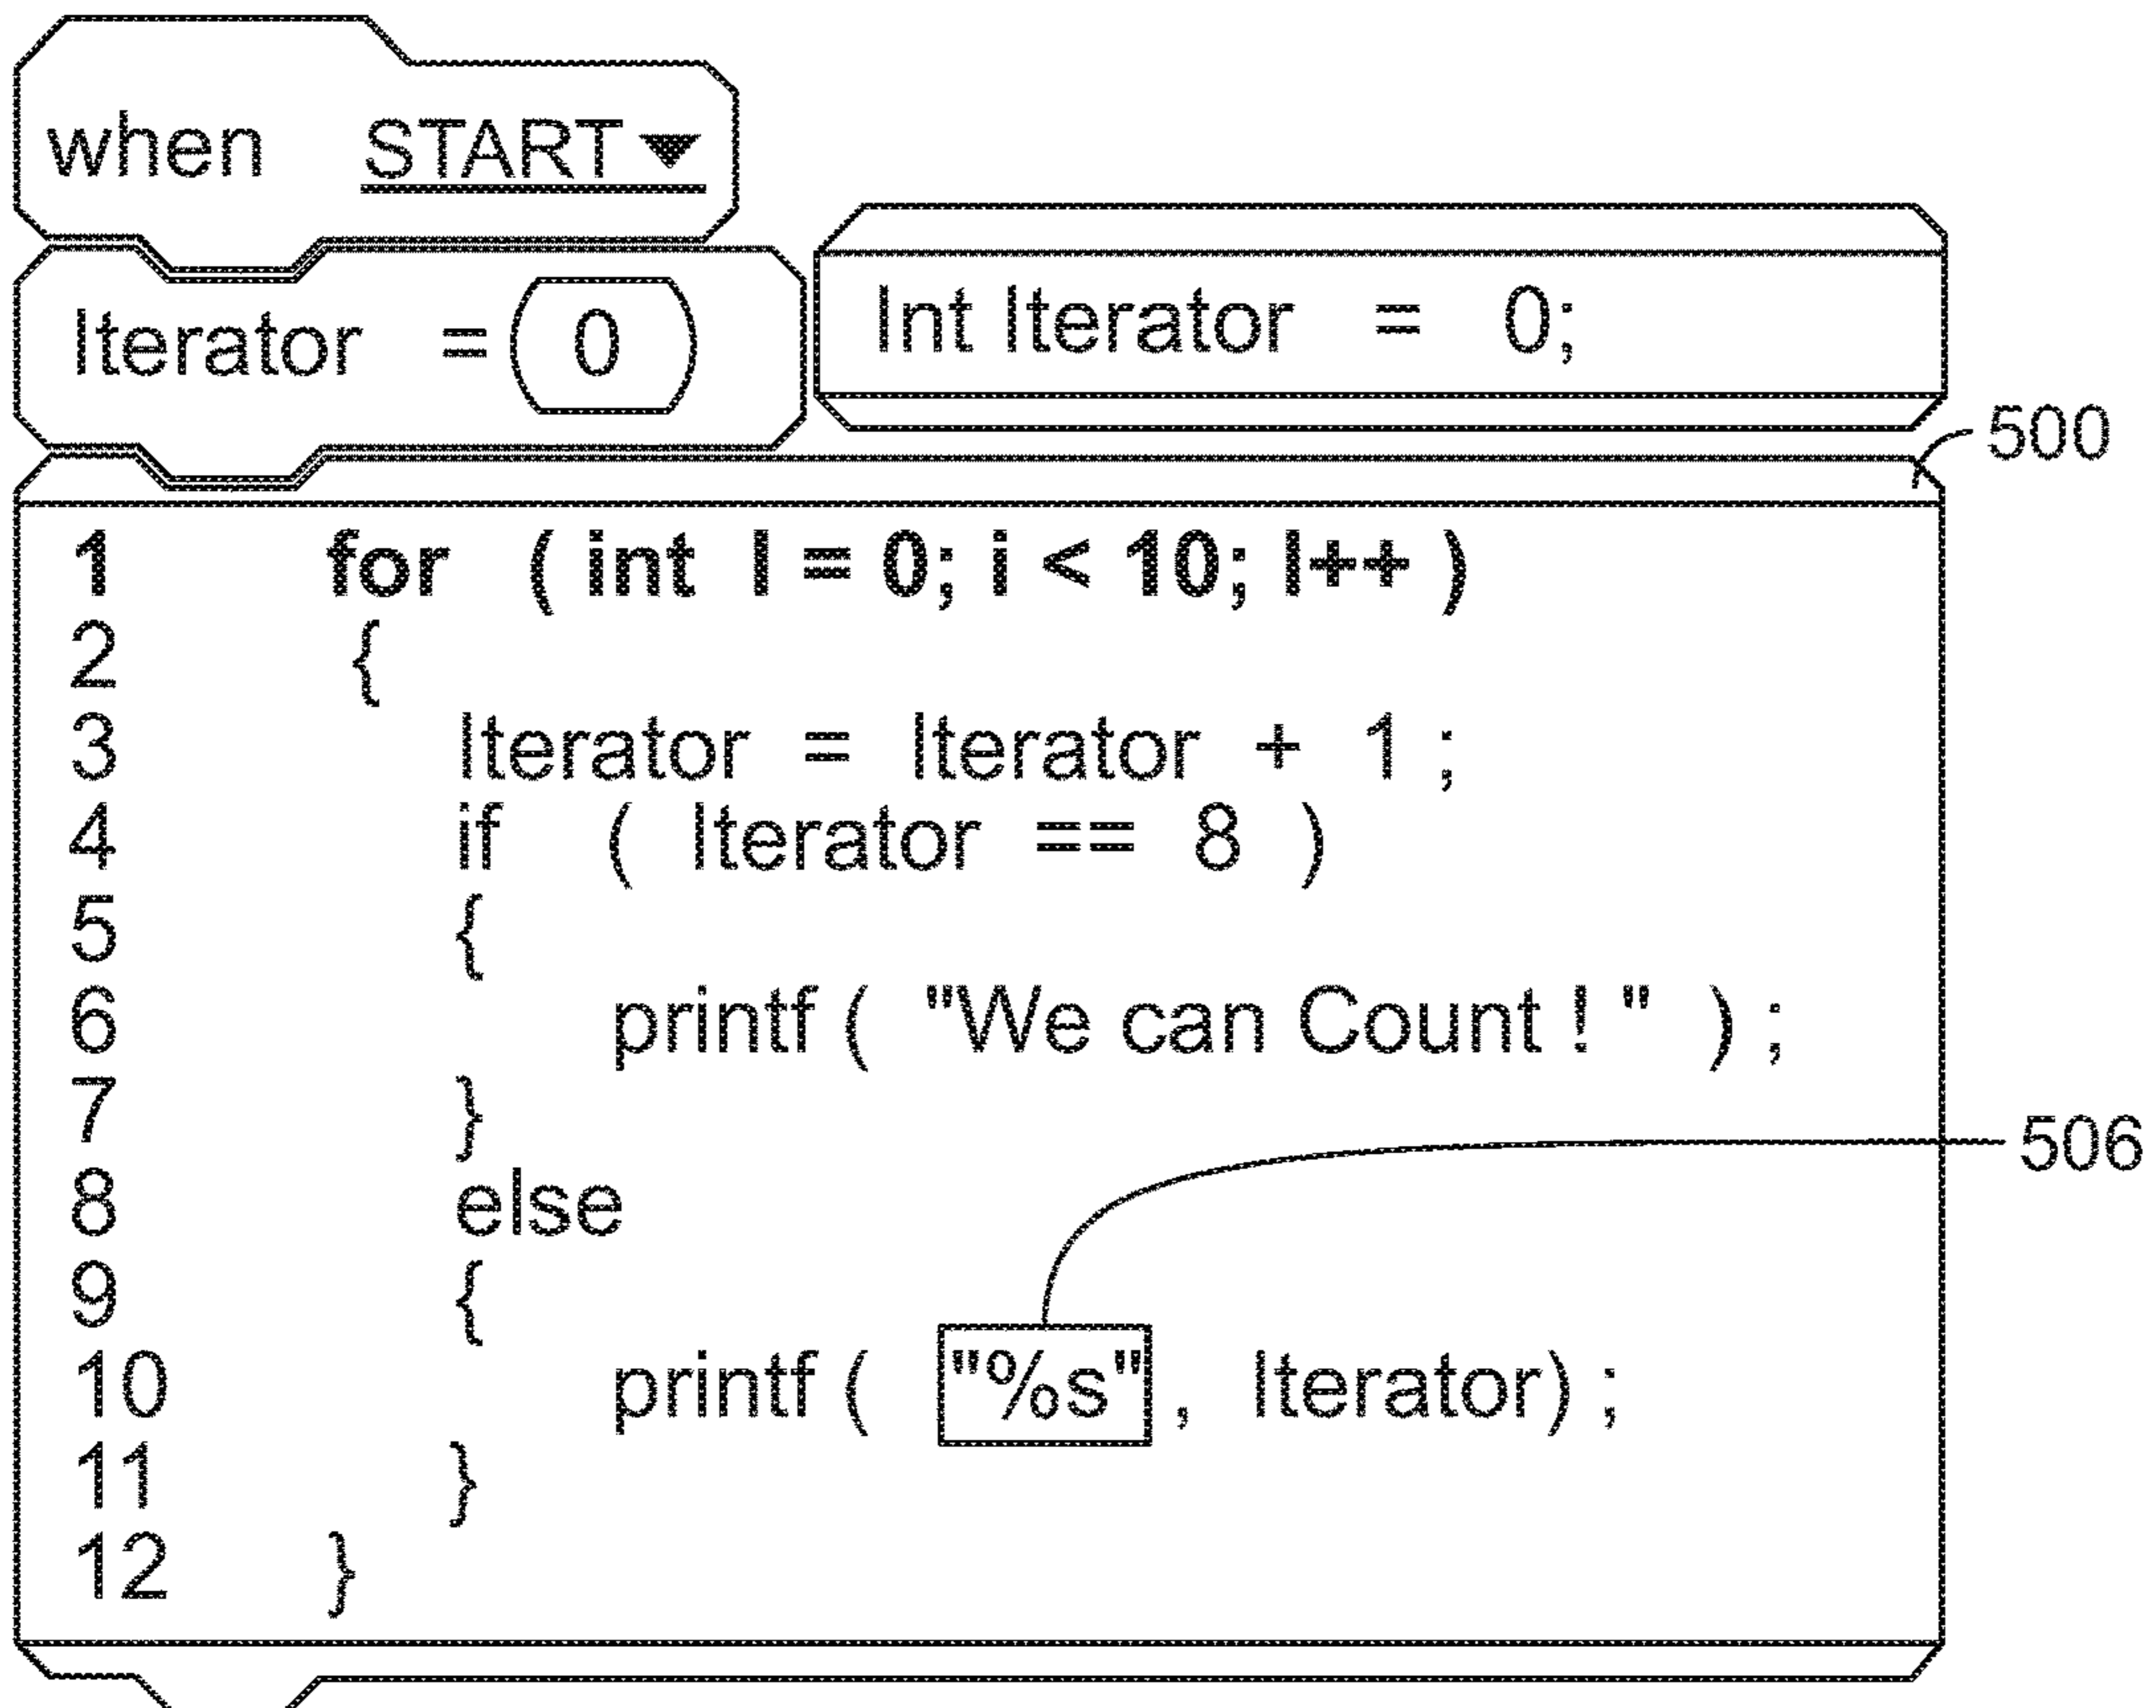 when START
Iterator = 0
Int Iterator = 0;
500
1 for ( int I = 0; i < 10; I++ )
2 {
3 Iterator = Iterator + 1 ;
4 if ( Iterator == 8 )
5 {
6 printf ( "We can Count ! " ) ;
7 }
506
8 else
9 {
10 printf ( "%s" , Iterator) ;
11 }
12 }